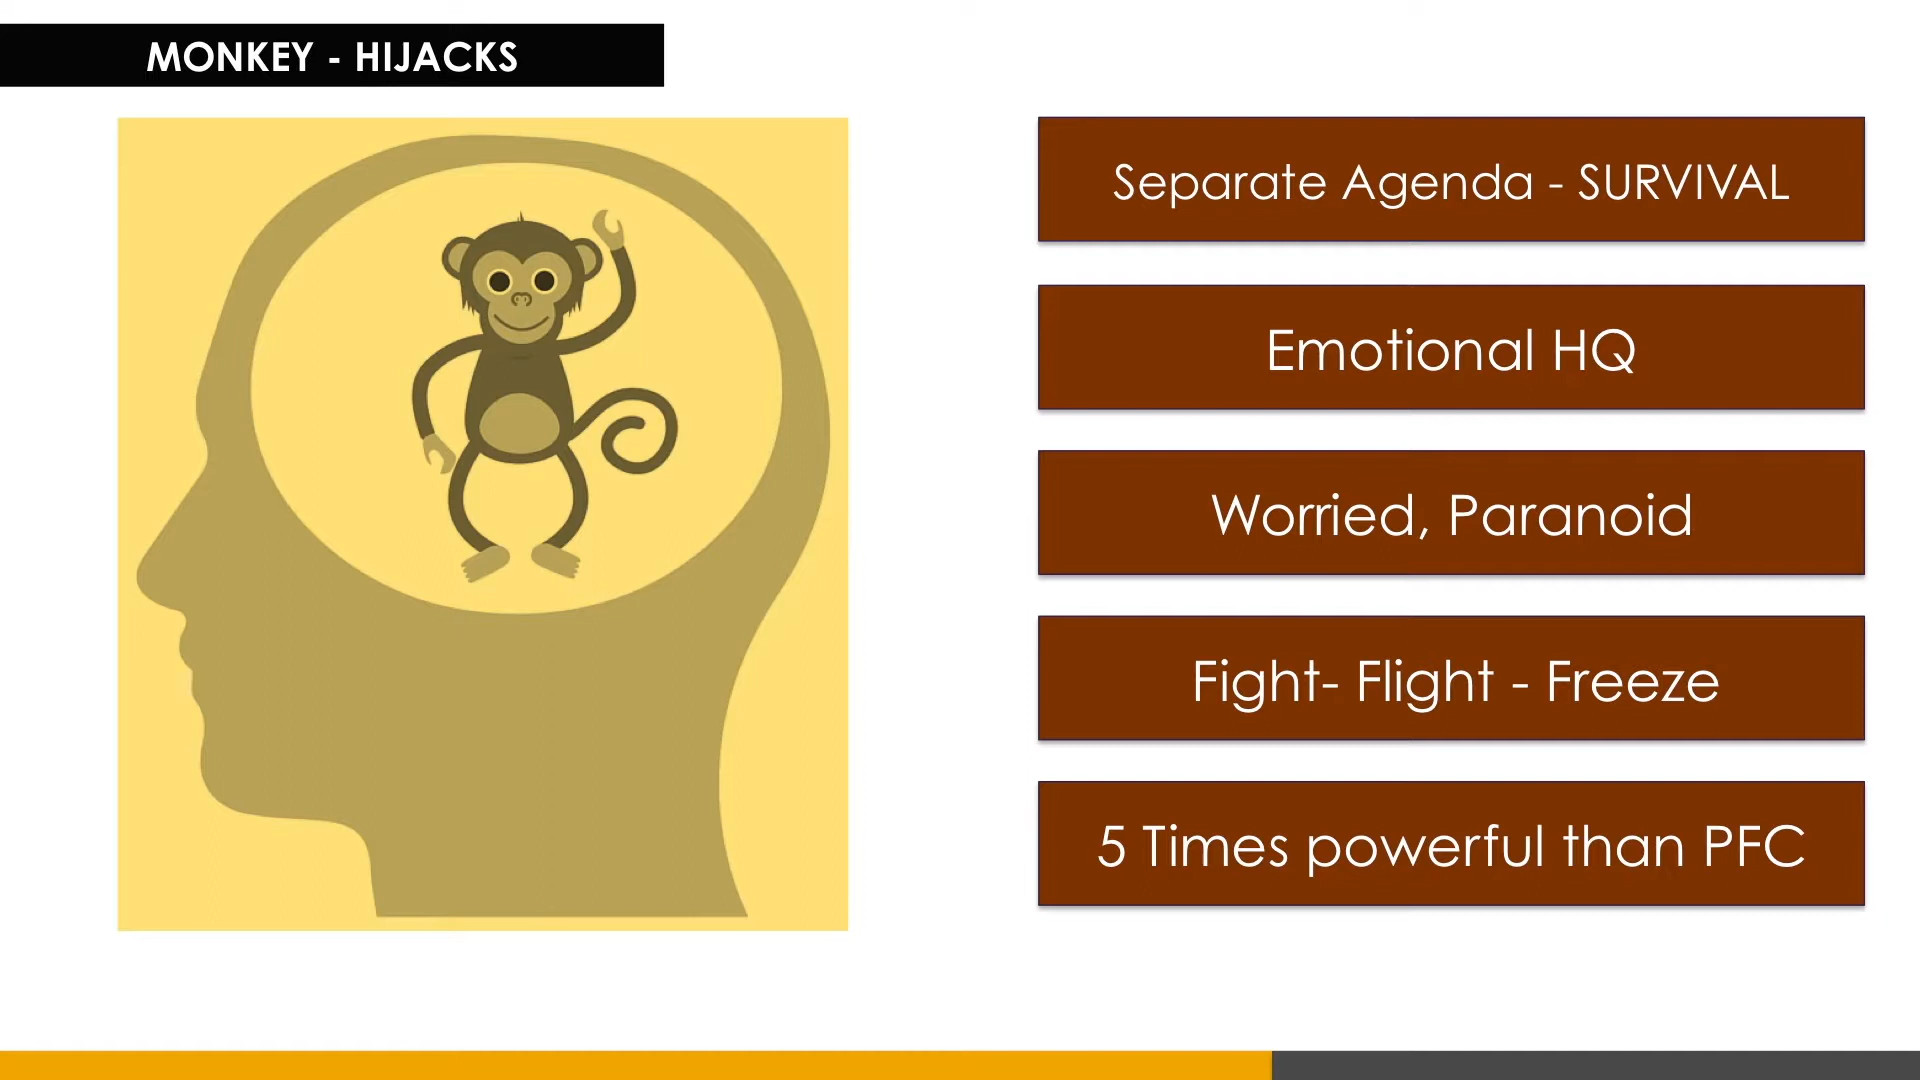 MONKEY - HIJACKS
Separate Agenda - SURVIVAL
Emotional HQ
Worried, Paranoid
Fight- Flight - Freeze
5 Times powerful than PFC